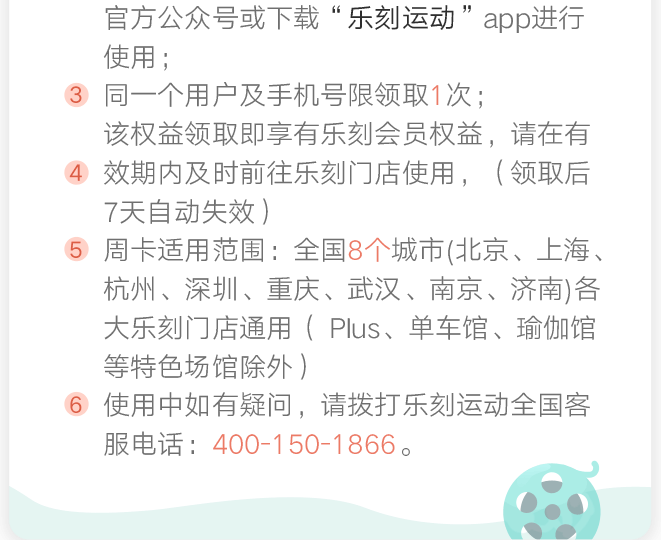 官方公众号或下载“乐刻运动”app进行
使用；
3 同一个用户及手机号限领取1次；
该权益领取即享有乐刻会员权益，请在有
4 效期内及时前往乐刻门店使用，（领取后
7天自动失效）
5 周卡适用范围：全国8个城市(北京、上海、
杭州、深圳、重庆、武汉、南京、济南)各
大乐刻门店通用（ Plus、单车馆、瑜伽馆
等特色场馆除外）
6 使用中如有疑问，请拨打乐刻运动全国客
服电话：400-150-1866。